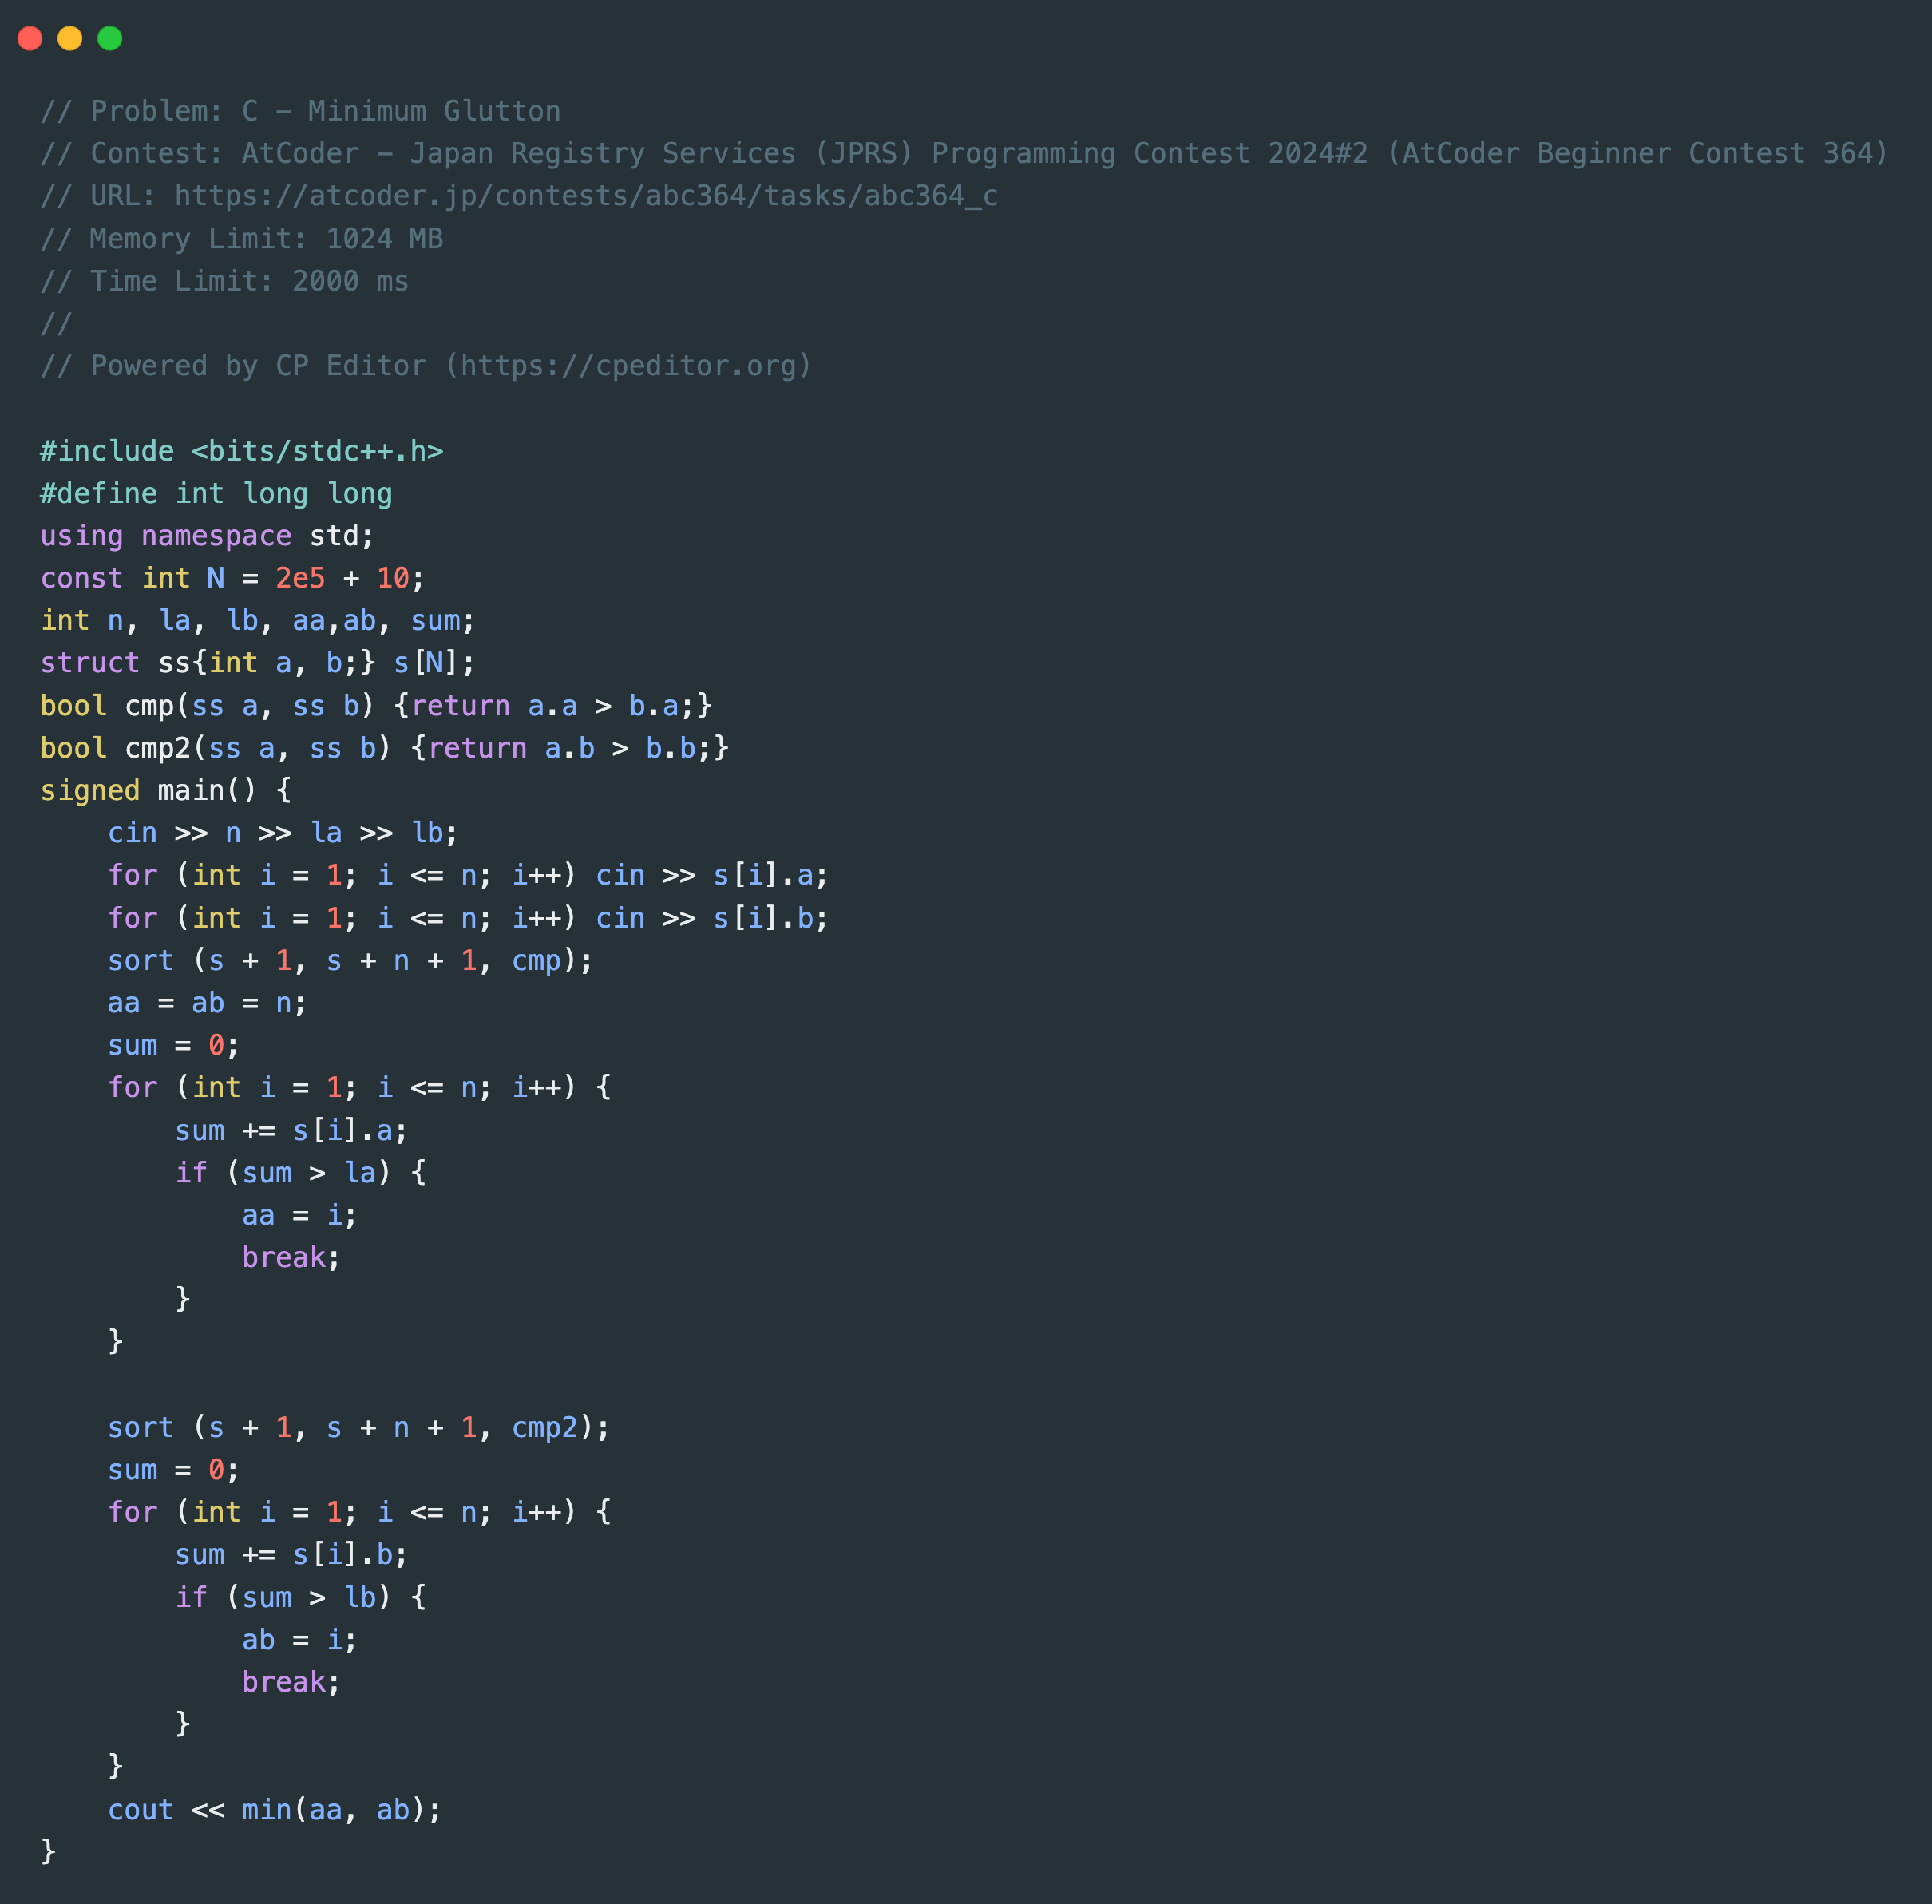 // Problem: C - Minimum Glutton
// Contest: AtCoder - Japan Registry Services (JPRS) Programming Contest 2024#2 (AtCoder Beginner Contest 364)
// URL: https://atcoder.jp/contests/abc364/tasks/abc364_c
// Memory Limit: 1024 MB
// Time Limit: 2000 ms
//
// Powered by CP Editor (https://cpeditor.org)

#include <bits/stdc++.h>
#define int long long
using namespace std;
const int N = 2e5 + 10;
int n, la, lb, aa,ab, sum;
struct ss{int a, b;} s[N];
bool cmp(ss a, ss b) {return a.a > b.a;}
bool cmp2(ss a, ss b) {return a.b > b.b;}
signed main() {
    cin >> n >> la >> lb;
    for (int i = 1; i <= n; i++) cin >> s[i].a;
    for (int i = 1; i <= n; i++) cin >> s[i].b;
    sort (s + 1, s + n + 1, cmp);
    aa = ab = n;
    sum = 0;
    for (int i = 1; i <= n; i++) {
        sum += s[i].a;
        if (sum > la) {
            aa = i;
            break;
        }
    }

    sort (s + 1, s + n + 1, cmp2);
    sum = 0;
    for (int i = 1; i <= n; i++) {
        sum += s[i].b;
        if (sum > lb) {
            ab = i;
            break;
        }
    }
    cout << min(aa, ab);
}